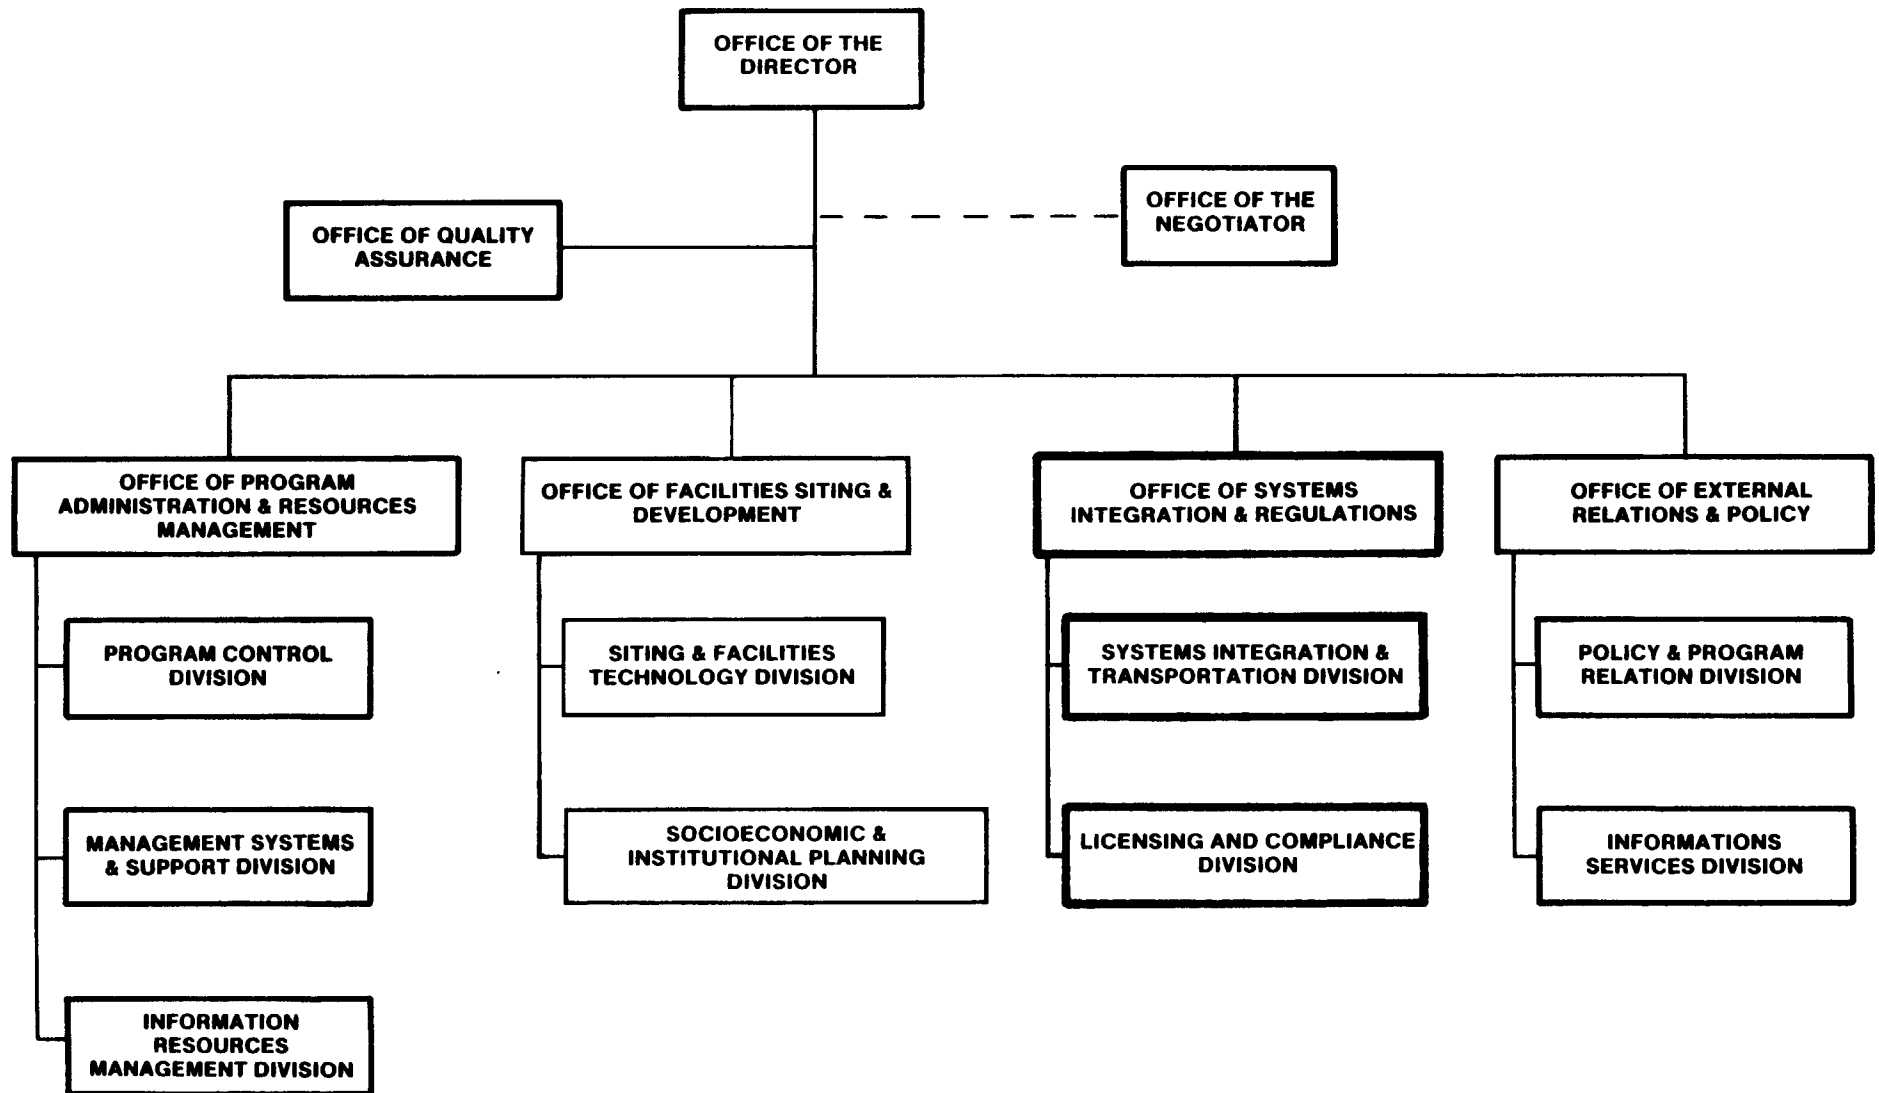 OFFICE OF THE
DIRECTOR
OFFICE OF THE
NEGOTIATOR
OFFICE OF QUALITY
ASSURANCE
OFFICE OF PROGRAM
ADMINISTRATION & RESOURCES
MANAGEMENT
OFFICE OF FACILITIES SITING &
DEVELOPMENT
OFFICE OF SYSTEMS
INTEGRATION & REGULATIONS
OFFICE OF EXTERNAL
RELATIONS & POLICY
PROGRAM CONTROL
DIVISION
SITING & FACILITIES
TECHNOLOGY DIVISION
SYSTEMS INTEGRATION &
TRANSPORTATION DIVISION
POLICY & PROGRAM
RELATION DIVISION
MANAGEMENT SYSTEMS
& SUPPORT DIVISION
SOCIOECONOMIC &
INSTITUTIONAL PLANNING
DIVISION
LICENSING AND COMPLIANCE
DIVISION
INFORMATIONS
SERVICES DIVISION
INFORMATION
RESOURCES
MANAGEMENT DIVISION